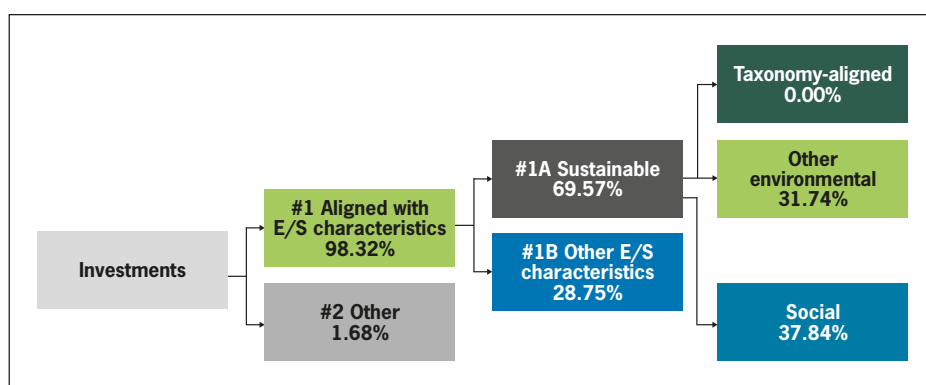 Investments
#1 Aligned with
E/S characteristics
98.32%
#2 Other
1.68%
#1A Sustainable
69.57%
#1B Other E/S
characteristics
28.75%
Taxonomy-aligned
0.00%
Other
environmental
31.74%
Social
37.84%